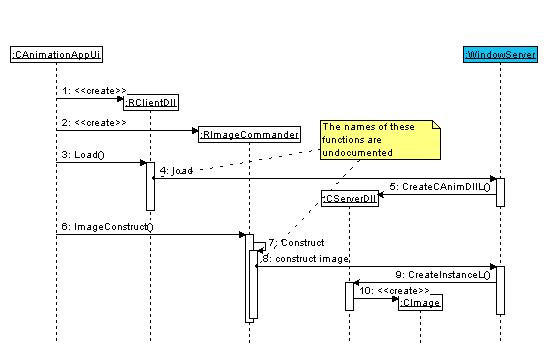 :CAnimationAppUi
:WindowServer
1: <<create>>
:RClientDll
2: <<create>>
:RImageCommander
The names of these
functions are
undocumented
3: Load()
4: load
5: CreateCAnimDllL()
:CServerDll
6: ImageConstruct()
7: Construct
8: construct image
9: CreateInstanceL()
10: <<create>>
:CImage